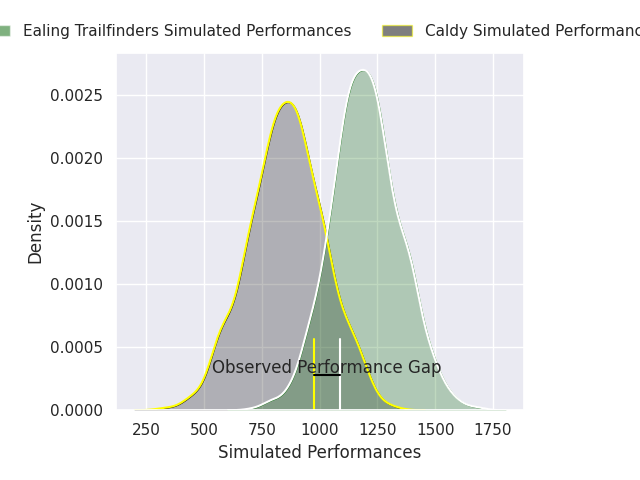 Ealing Trailfinders Simulated Performances
Caldy Simulated
0.0025
0.0020
0.0015
0.0010
0.0005
0.0000
Density
Observed Performance Gap
250 500 750 1000 1250 1500 1750
Simulated Performances